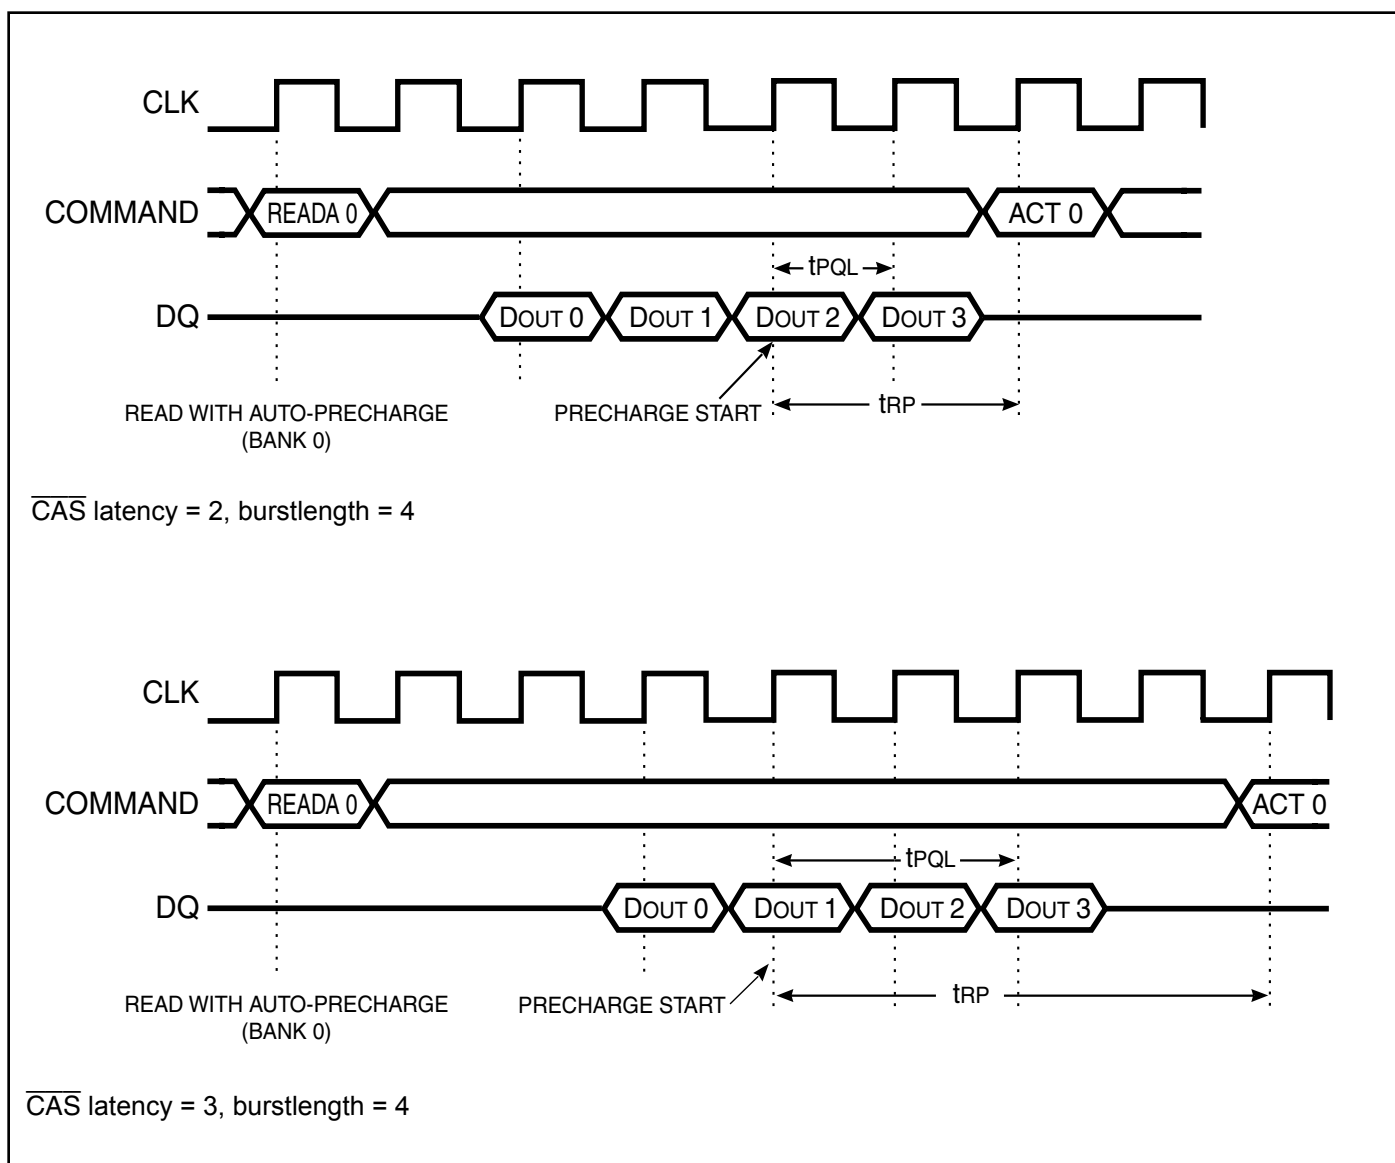 CLK
COMMAND READA 0 ACT 0
tPQL
DQ DOUT 0 DOUT 1 DOUT 2 DOUT 3
READ WITH AUTO-PRECHARGE PRECHARGE START tRP
(BANK 0)
CAS latency = 2, burstlength = 4
CLK
COMMAND READA 0 ACT 0
tPQL
DQ DOUT 0 DOUT 1 DOUT 2 DOUT 3
READ WITH AUTO-PRECHARGE PRECHARGE START tRP
(BANK 0)
CAS latency = 3, burstlength = 4